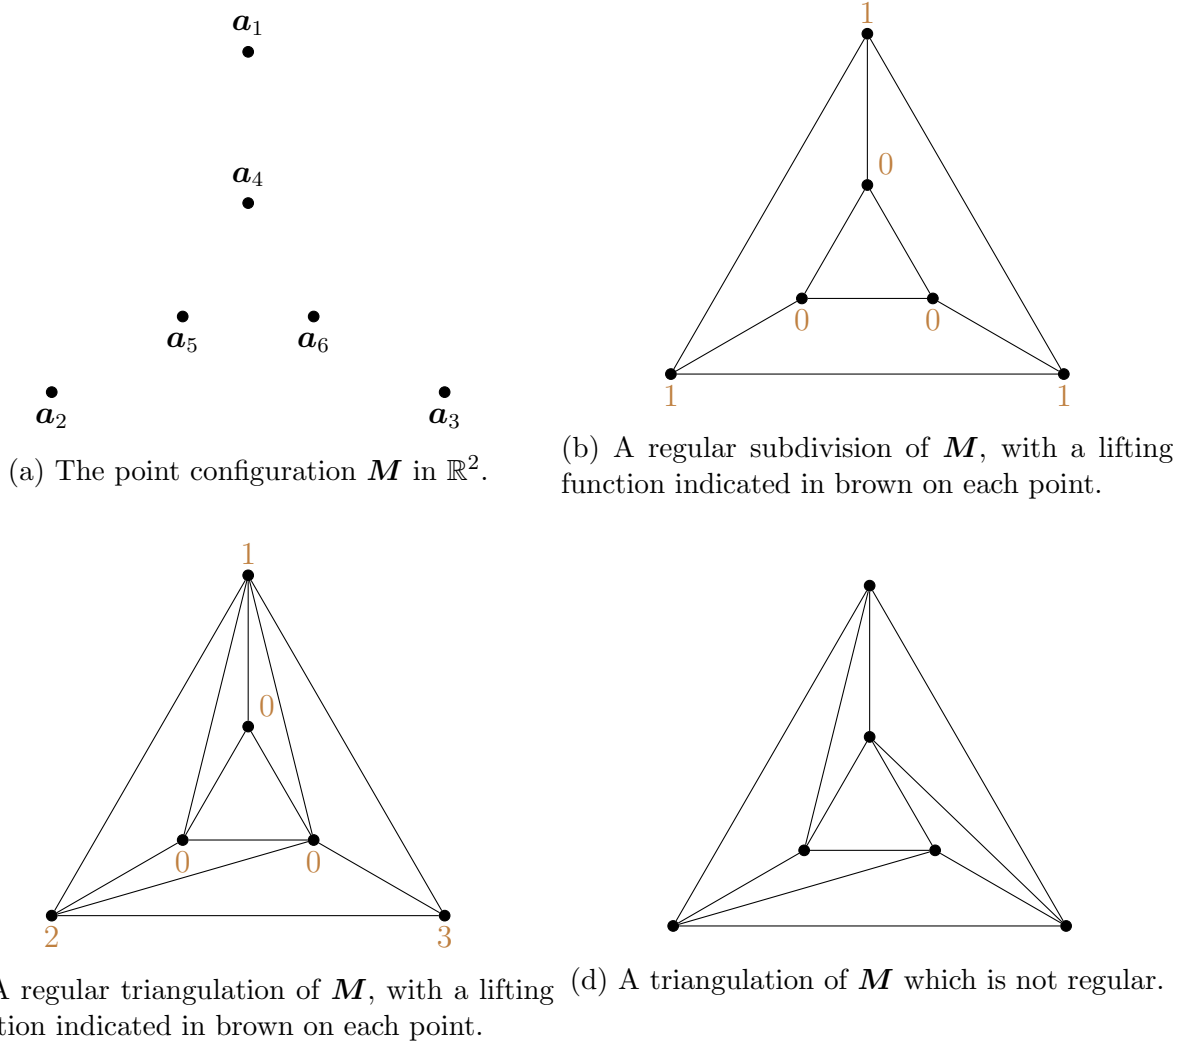 a₁
a₄
a₅ a₆
a₂ a₃
(a) The point configuration M in ℝ².
1
0
0 0
1 1
(b) A regular subdivision of M, with a lifting
function indicated in brown on each point.
1
0
0 0
2 3
A regular triangulation of M, with a lifting
tion indicated in brown on each point.
(d) A triangulation of M which is not regular.